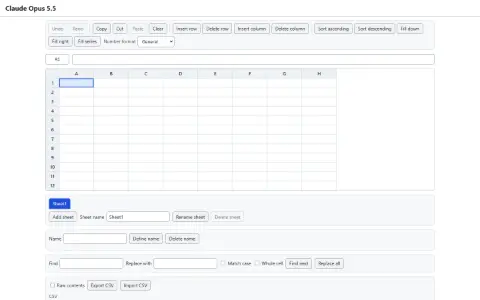 Claude Opus 5.5
Undo Redo Copy Cut Paste Clear Insert row Delete row Insert column Delete column Sort ascending Sort descending Fill down
Fill right Fill series Number format General
A1
A B C D E F G H
1
2
3
4
5
6
7
8
9
10
11
12
Sheet1
Add sheet Sheet name Sheet1 Rename sheet Delete sheet
Name Define name Delete name
Find Replace with Match case Whole cell Find next Replace all
Raw contents Export CSV Import CSV
CSV